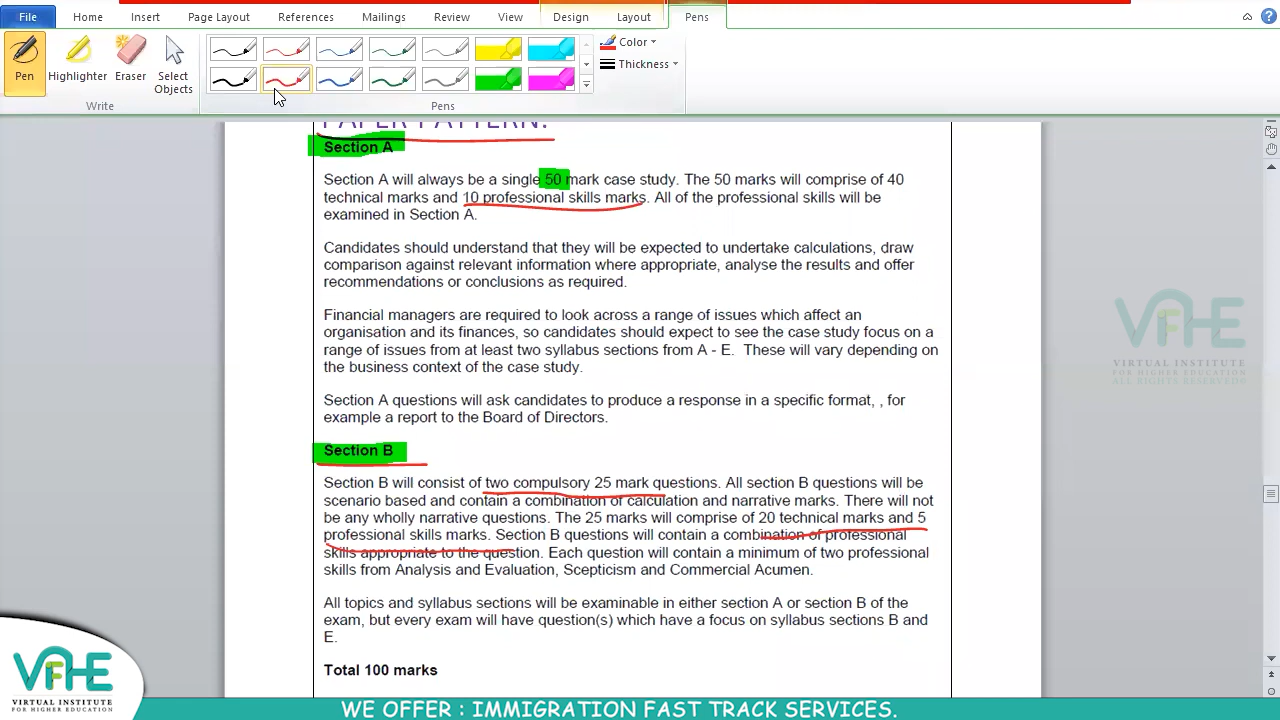 File Home Insert Page Layout References Mailings Review View Design Layout Pens
Color
Thickness
Pen Highlighter Eraser Select Objects
Write Pens
PAPER PATTERN:
Section A
Section A will always be a single 50 mark case study. The 50 marks will comprise of 40
technical marks and 10 professional skills marks. All of the professional skills will be
examined in Section A.
Candidates should understand that they will be expected to undertake calculations, draw
comparison against relevant information where appropriate, analyse the results and offer
recommendations or conclusions as required.
Financial managers are required to look across a range of issues which affect an
organisation and its finances, so candidates should expect to see the case study focus on a
range of issues from at least two syllabus sections from A - E. These will vary depending on
the business context of the case study.
Section A questions will ask candidates to produce a response in a specific format, , for
example a report to the Board of Directors.
Section B
Section B will consist of two compulsory 25 mark questions. All section B questions will be
scenario based and contain a combination of calculation and narrative marks. There will not
be any wholly narrative questions. The 25 marks will comprise of 20 technical marks and 5
professional skills marks. Section B questions will contain a combination of professional
skills appropriate to the question. Each question will contain a minimum of two professional
skills from Analysis and Evaluation, Scepticism and Commercial Acumen.
All topics and syllabus sections will be examinable in either section A or section B of the
exam, but every exam will have question(s) which have a focus on syllabus sections B and
E.
Total 100 marks
VIFHE
VIRTUAL INSTITUTE
FOR HIGHER EDUCATION
ALL RIGHTS RESERVED®
VIFHE
VIRTUAL INSTITUTE
FOR HIGHER EDUCATION
WE OFFER : IMMIGRATION FAST TRACK SERVICES.